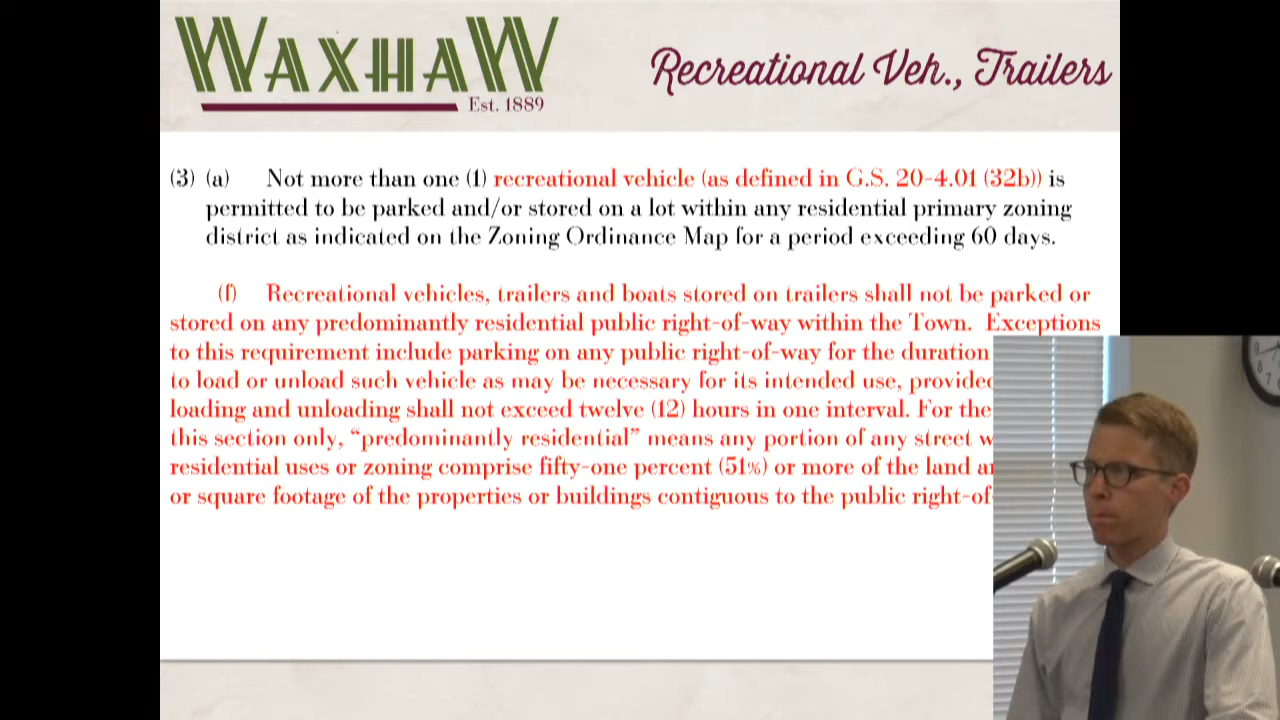 WAXHAW
Est. 1889
Recreational Veh., Trailers
(3) (a) Not more than one (1) recreational vehicle (as defined in G.S. 20-4.01 (32b)) is
permitted to be parked and/or stored on a lot within any residential primary zoning
district as indicated on the Zoning Ordinance Map for a period exceeding 60 days.
(f) Recreational vehicles, trailers and boats stored on trailers shall not be parked or
stored on any predominantly residential public right-of-way within the Town. Exceptions
to this requirement include parking on any public right-of-way for the duration
to load or unload such vehicle as may be necessary for its intended use, provided
loading and unloading shall not exceed twelve (12) hours in one interval. For the
this section only, “predominantly residential” means any portion of any street w
residential uses or zoning comprise fifty-one percent (51%) or more of the land
or square footage of the properties or buildings contiguous to the public right-of